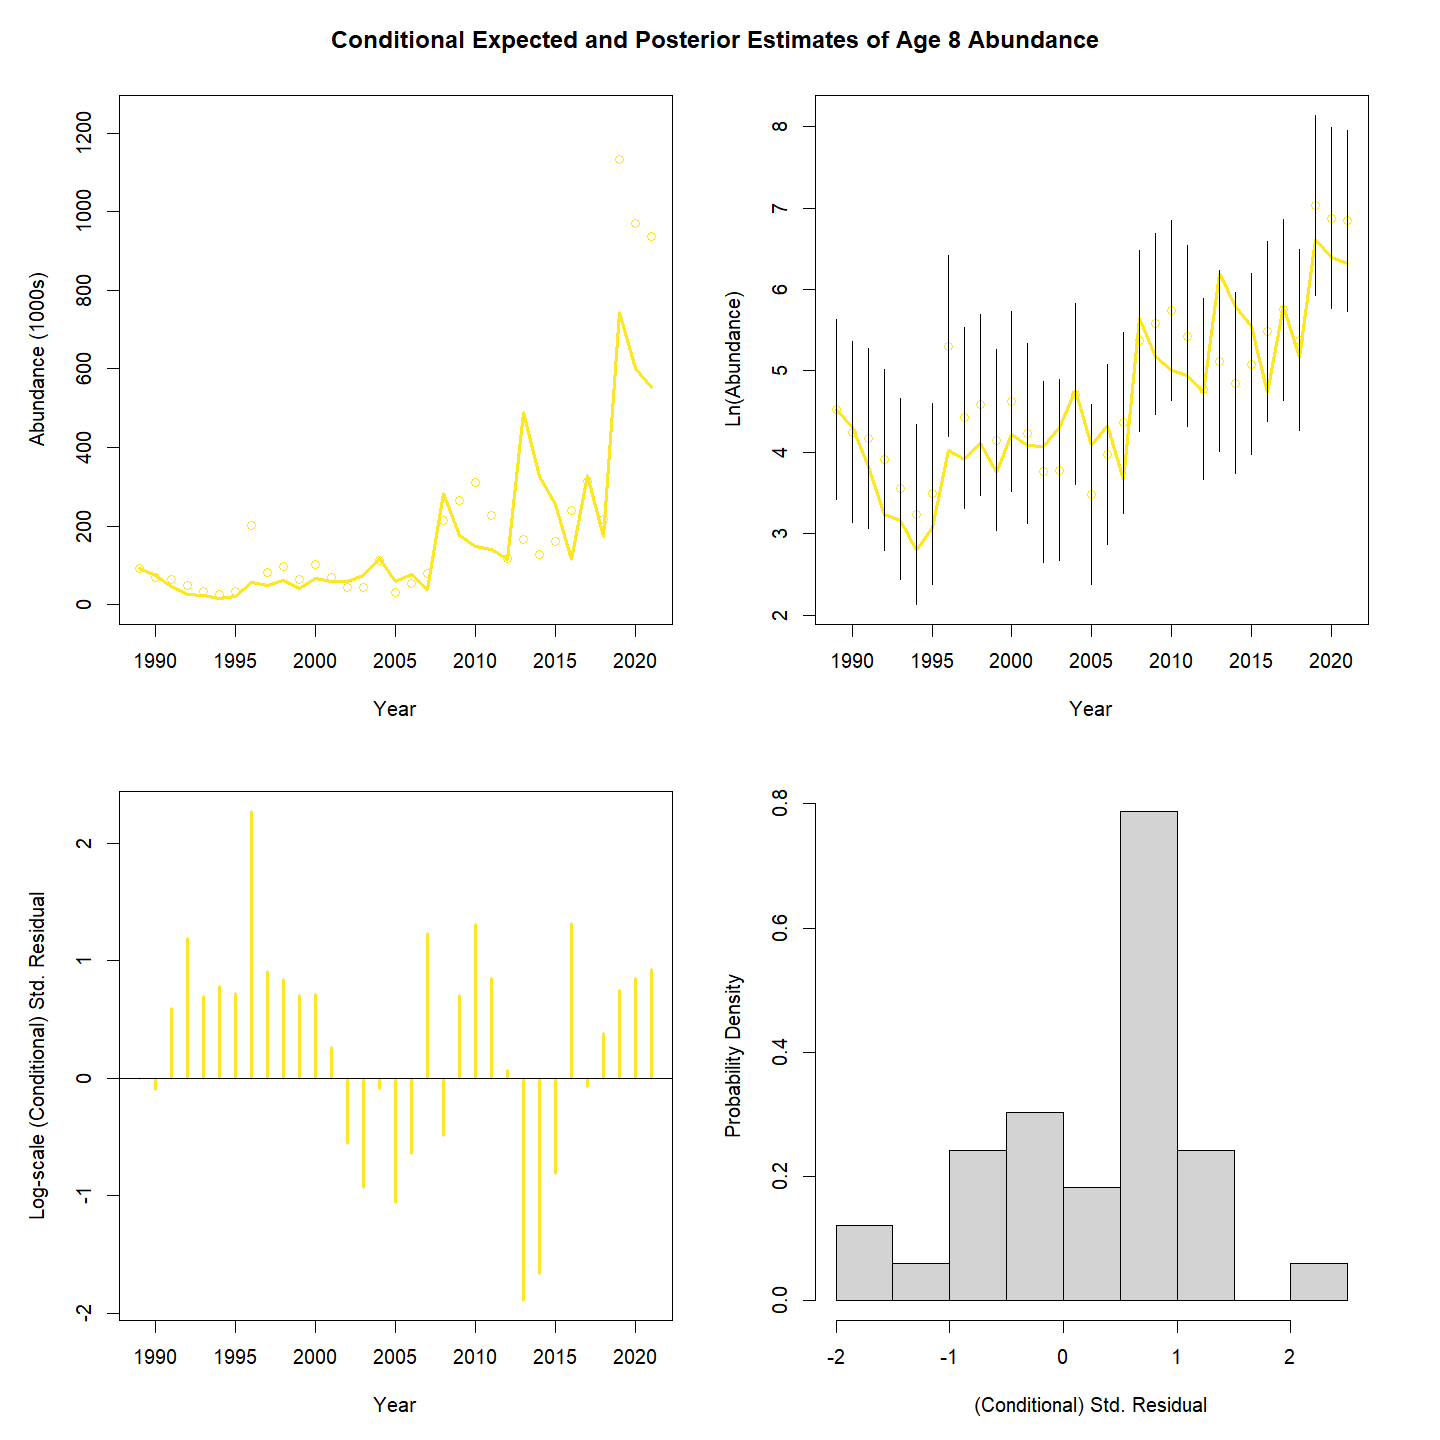 Conditional Expected and Posterior Estimates of Age 8 Abundance
Abundance (1000s)
0 200 400 600 800 1000 1200
1990 1995 2000 2005 2010 2015 2020
Year
Ln(Abundance)
2 3 4 5 6 7 8
1990 1995 2000 2005 2010 2015 2020
Year
Log-scale (Conditional) Std. Residual
-2 -1 0 1 2
1990 1995 2000 2005 2010 2015 2020
Year
Probability Density
0.0 0.2 0.4 0.6 0.8
-2 -1 0 1 2
(Conditional) Std. Residual